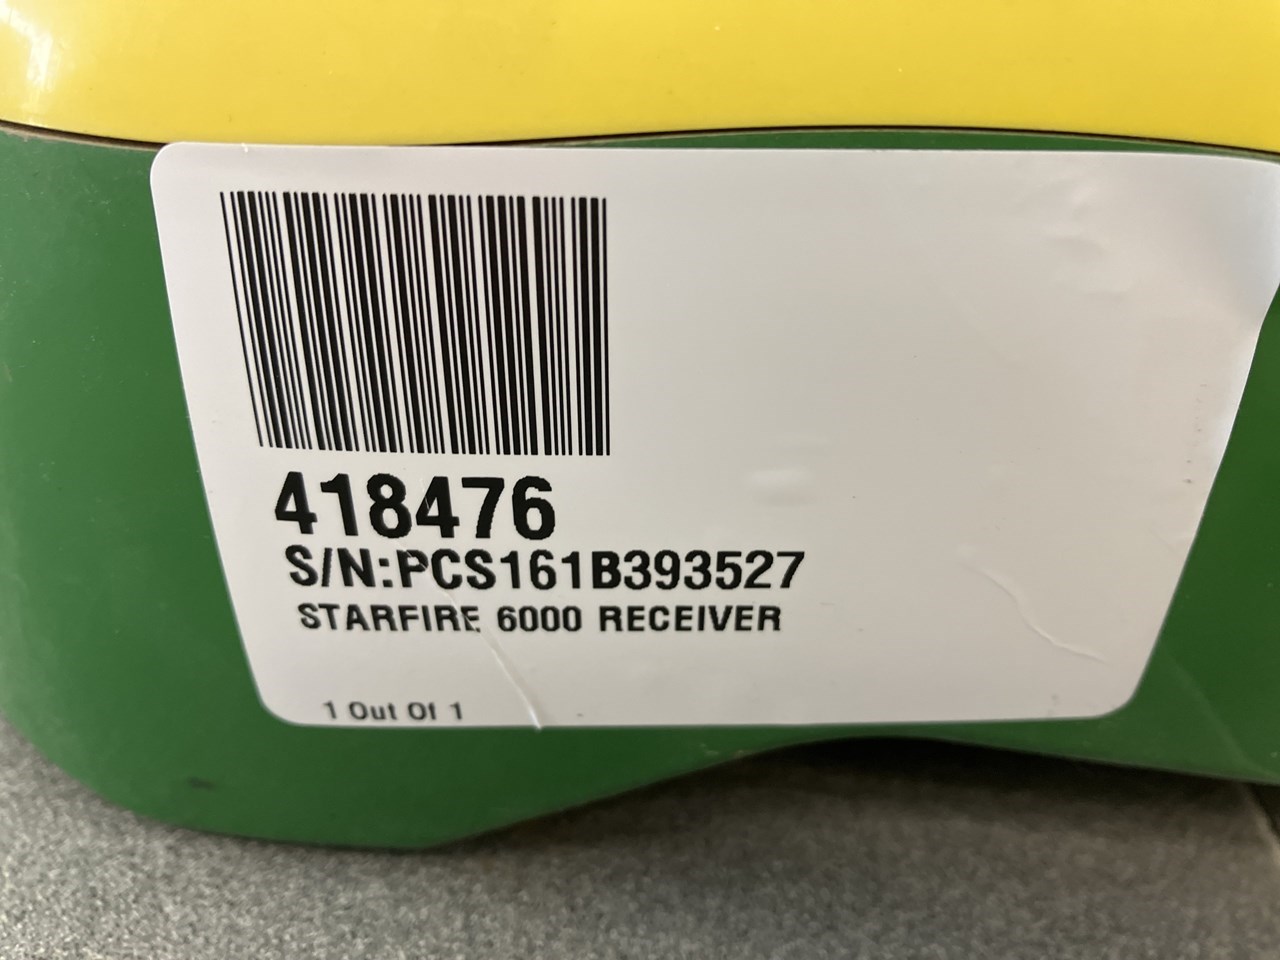 418476
S/N:PCS161B393527
STARFIRE 6000 RECEIVER
1 Out Of 1